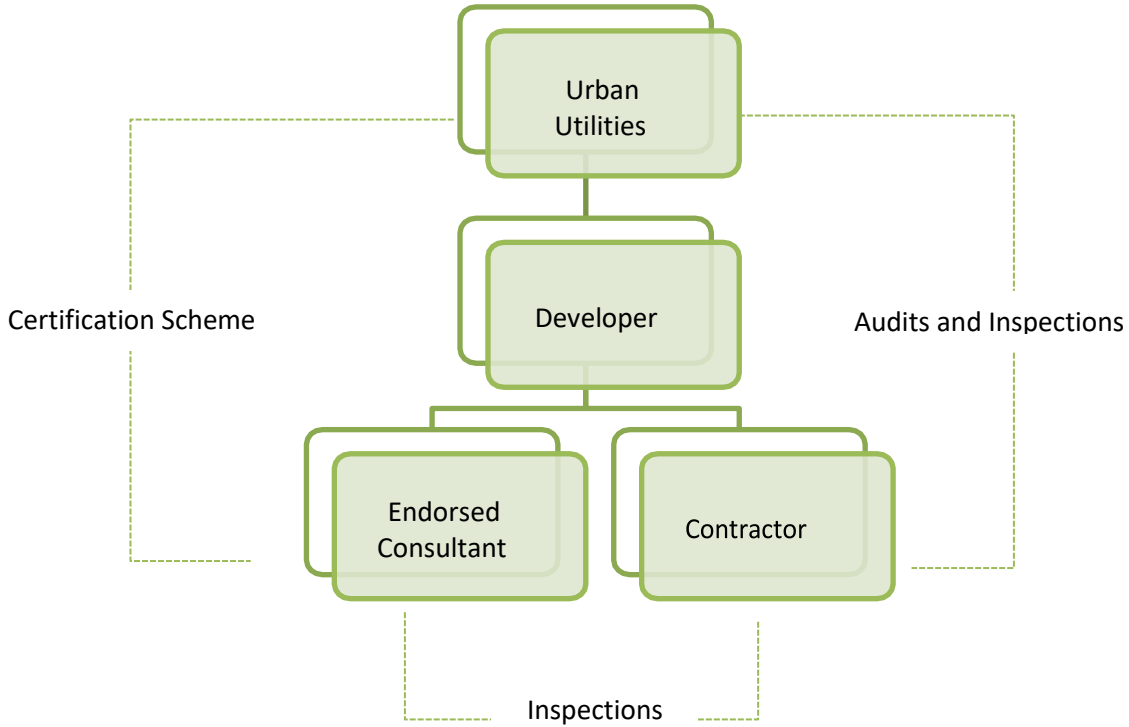 Urban
Utilities
Certification Scheme
Developer
Audits and Inspections
Endorsed
Consultant
Contractor
Inspections